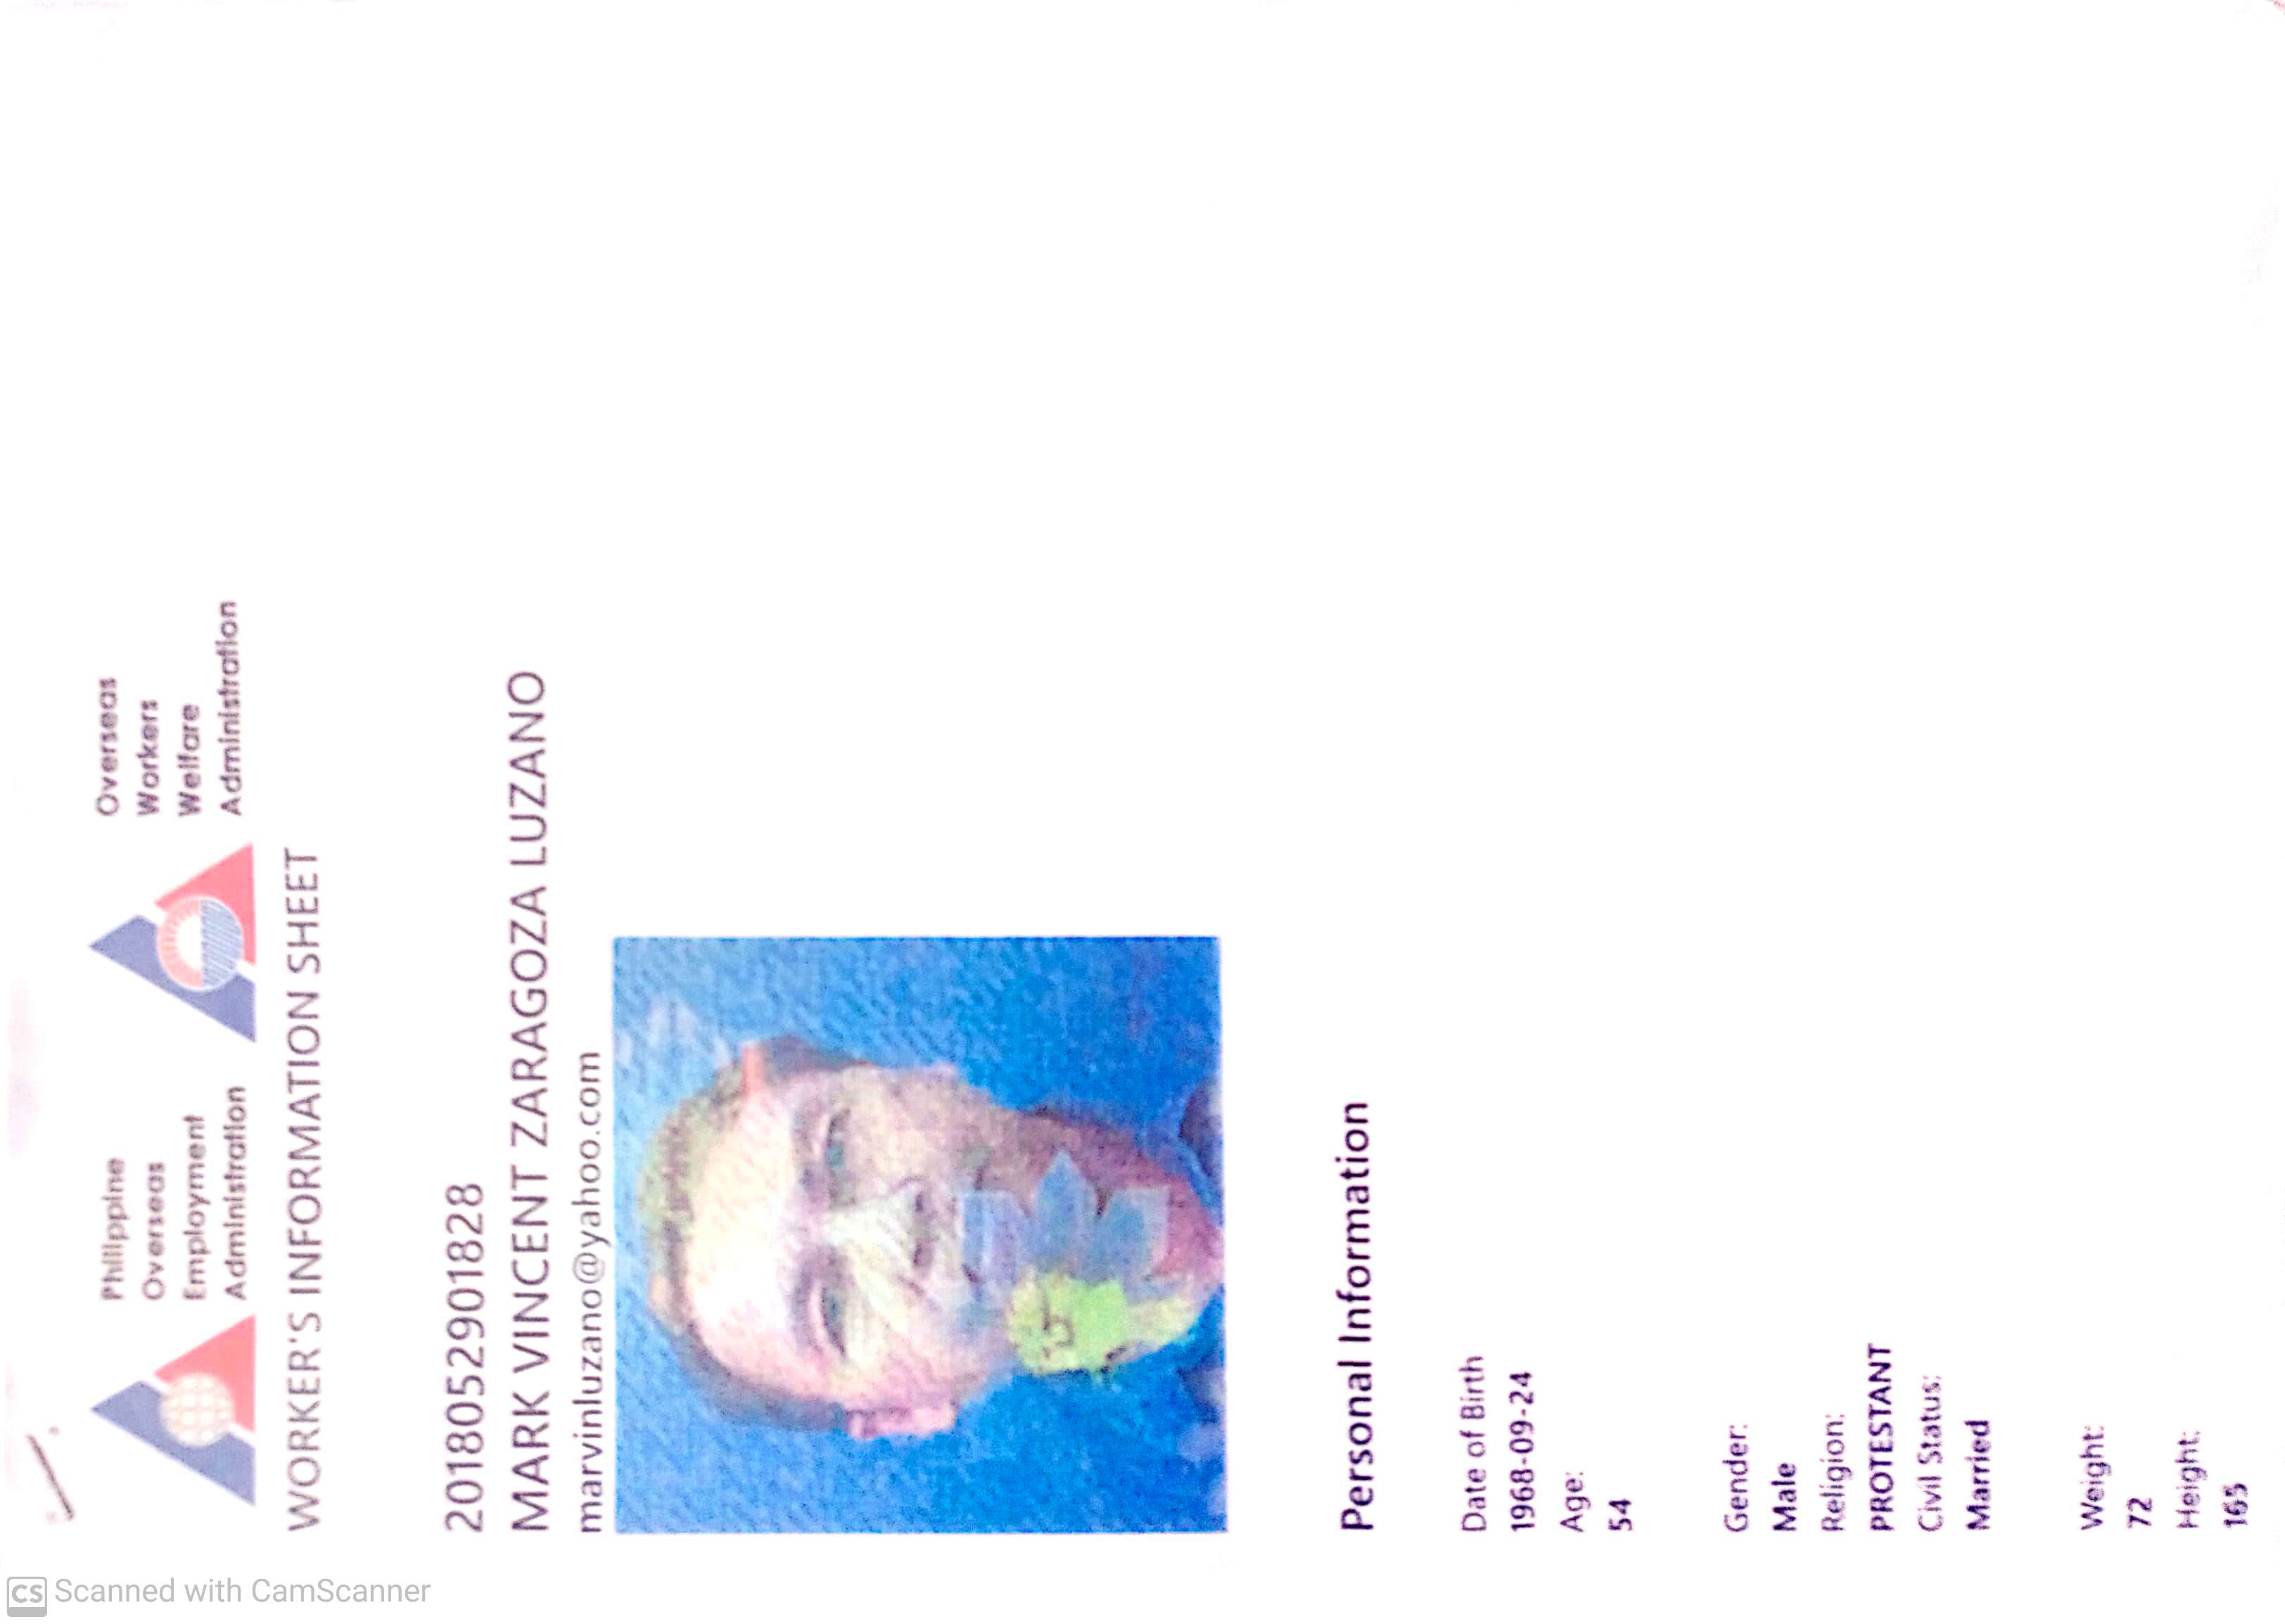 CS Scanned with CamScanner
Philippine
Overseas
Employment
Administration
Overseas
Workers
Welfare
Administration
WORKER'S INFORMATION SHEET
2018052901828
MARK VINCENT ZARAGOZA LUZANO
marvinluzano@yahoo.com
Personal Information
Date of Birth
1968-09-24
Age:
54
Gender:
Male
Religion:
PROTESTANT
Civil Status:
Married
Weight:
72
Height:
165